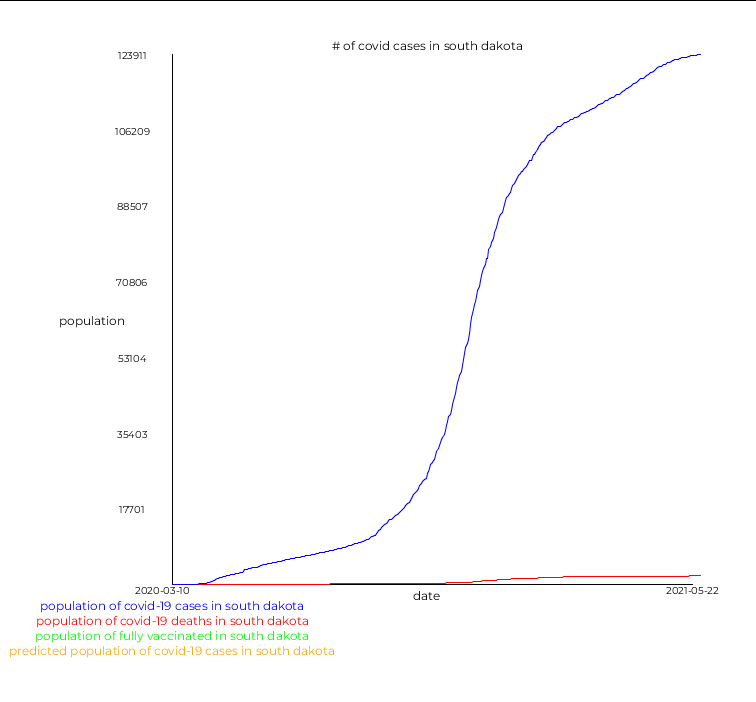 # of covid cases in south dakota
123911
106209
88507
70806
population
53104
35403
17701
2020-03-10
2021-05-22
date
population of covid-19 cases in south dakota
population of covid-19 deaths in south dakota
population of fully vaccinated in south dakota
predicted population of covid-19 cases in south dakota